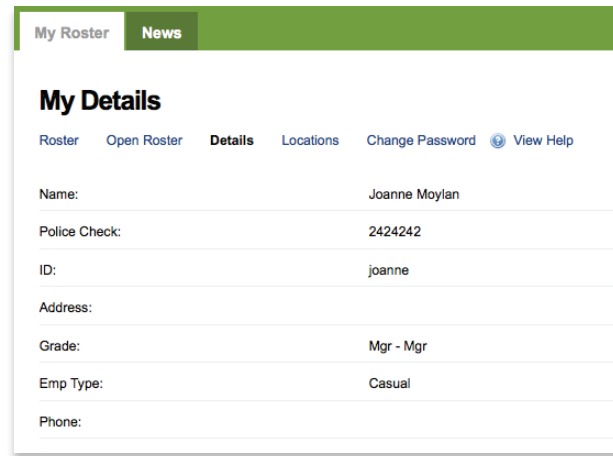 My Roster News
My Details
Roster Open Roster Details Locations Change Password ? View Help
Name: Joanne Moylan
Police Check: 2424242
ID: joanne
Address:
Grade: Mgr - Mgr
Emp Type: Casual
Phone: